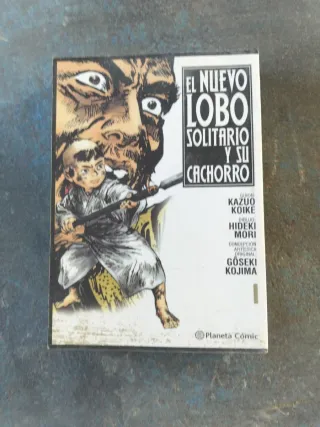 EL NUEVO
LOBO
SOLITARIO
Y SU
CACHORRO
GUION:
KAZUO
KOIKE
DIBUJO:
HIDEKI
MORI
CONCEPCIÓN
ARTÍSTICA
ORIGINAL:
GÔSEKI
KOJIMA
1
Planeta Cómic